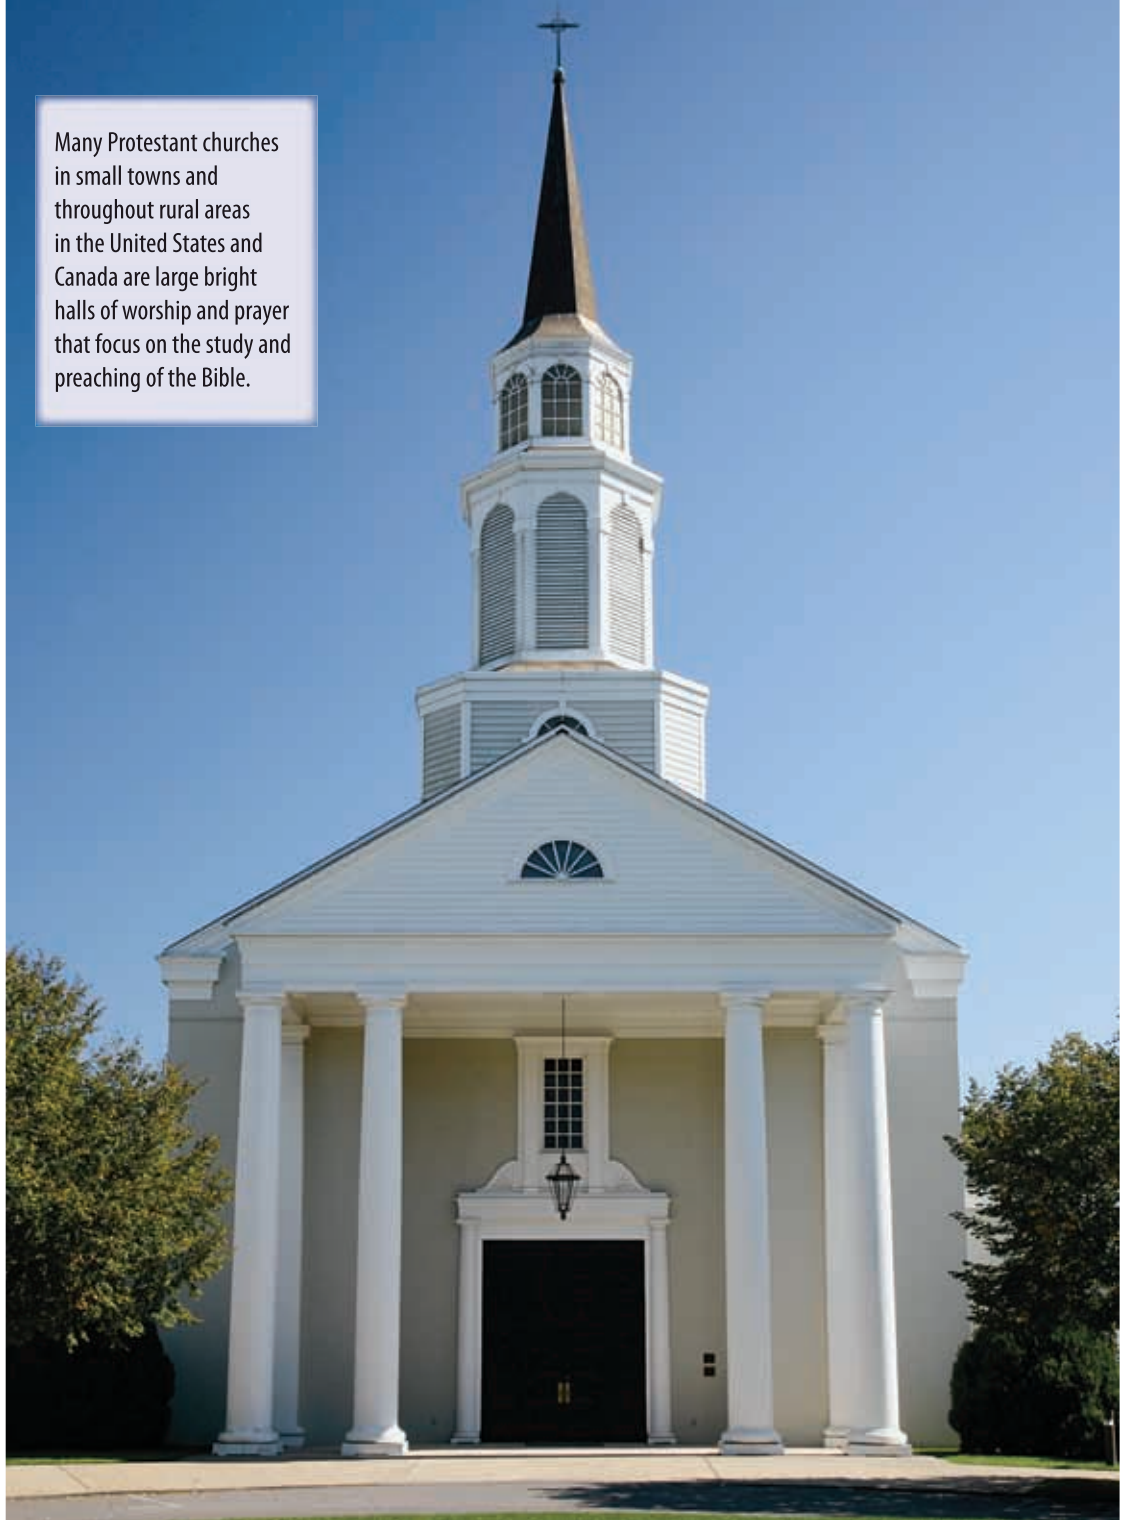 Many Protestant churches
in small towns and
throughout rural areas
in the United States and
Canada are large bright
halls of worship and prayer
that focus on the study and
preaching of the Bible.